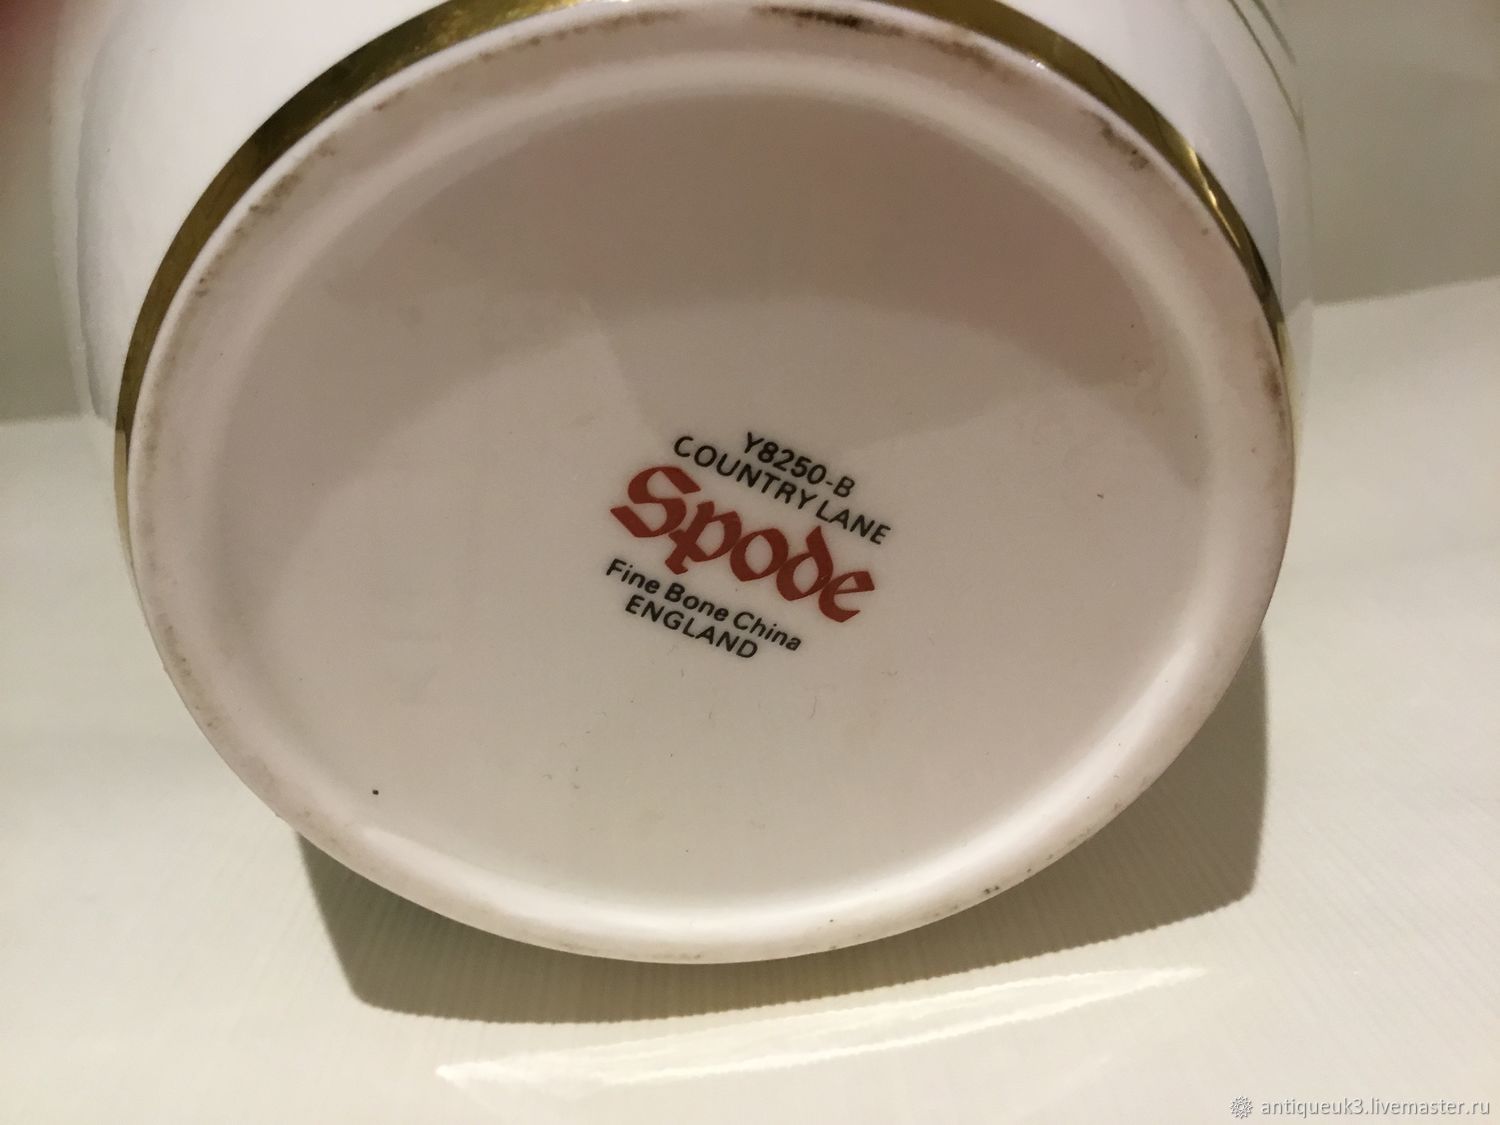 Y8250-B
COUNTRY LANE
Spode
Fine Bone China
ENGLAND
antiqueuk3.livemaster.ru